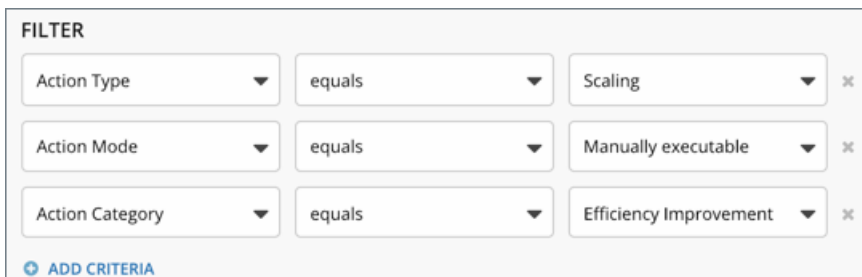 FILTER
Action Type equals Scaling
Action Mode equals Manually executable
Action Category equals Efficiency Improvement
ADD CRITERIA